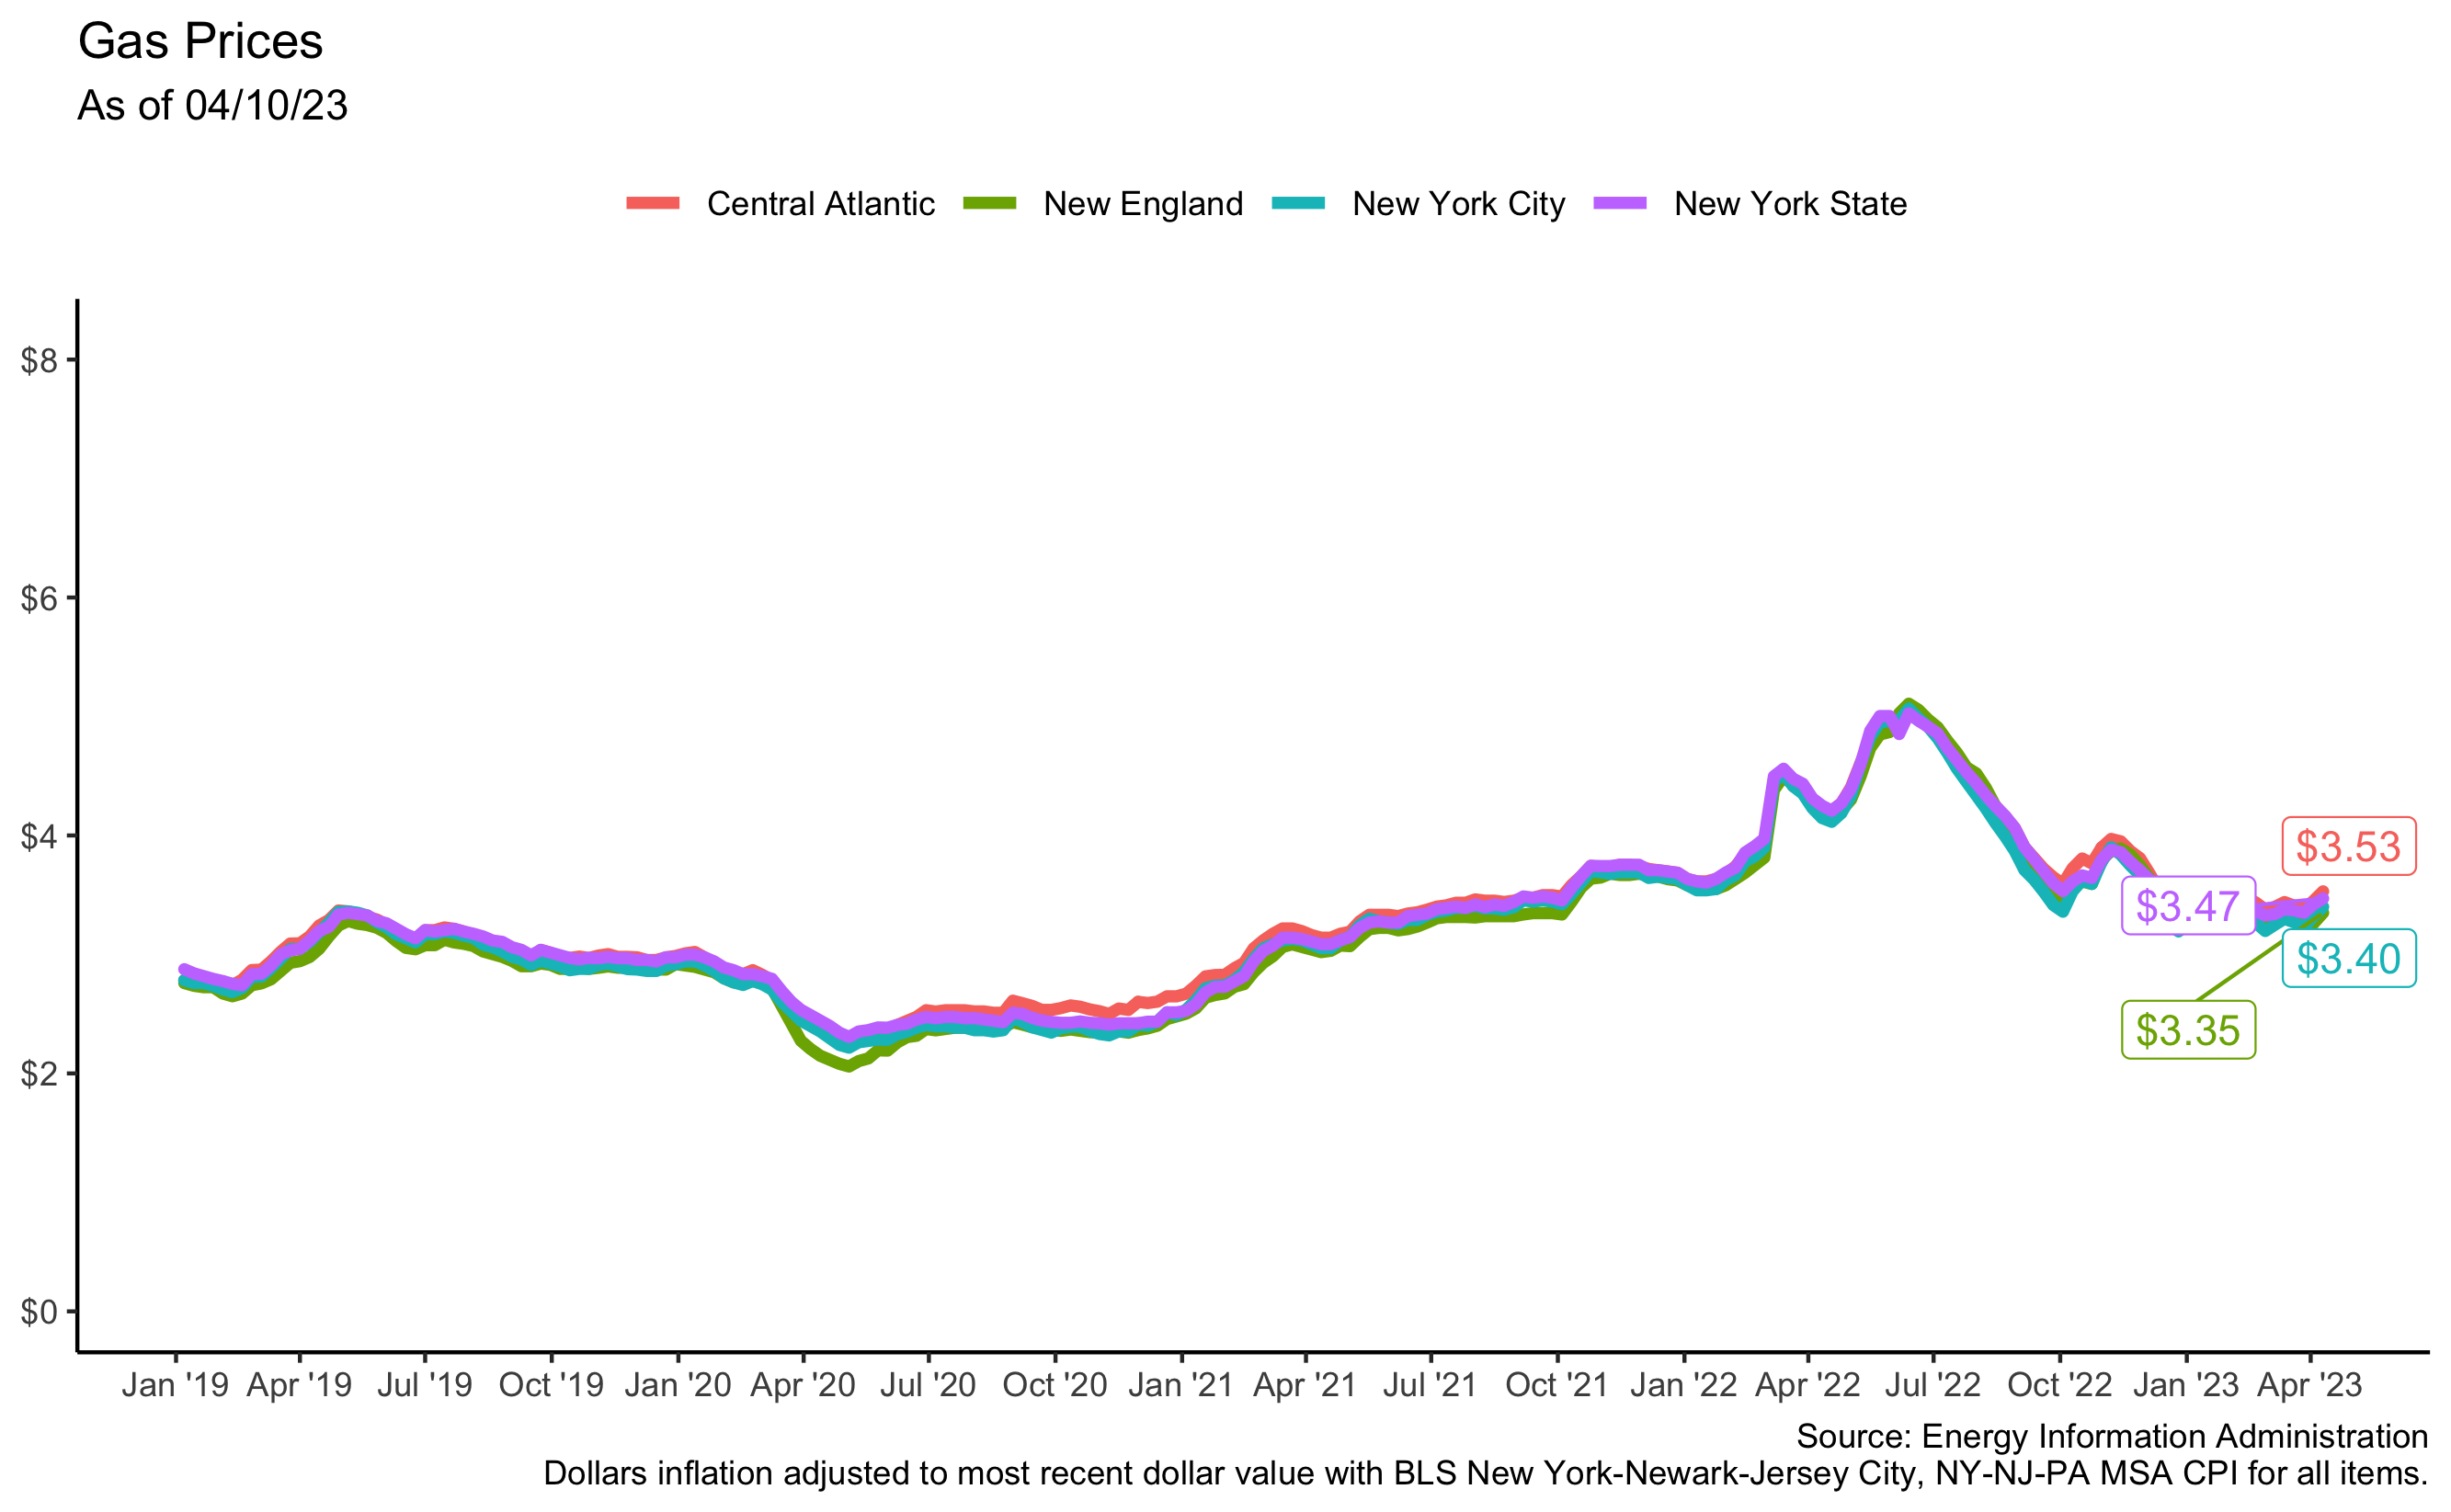 Gas Prices
As of 04/10/23
Central Atlantic New England New York City New York State
$8
$6
$4
$2
$0
$3.53
$3.47
$3.40
$3.35
Jan '19 Apr '19 Jul '19 Oct '19 Jan '20 Apr '20 Jul '20 Oct '20 Jan '21 Apr '21 Jul '21 Oct '21 Jan '22 Apr '22 Jul '22 Oct '22 Jan '23 Apr '23
Source: Energy Information Administration
Dollars inflation adjusted to most recent dollar value with BLS New York-Newark-Jersey City, NY-NJ-PA MSA CPI for all items.